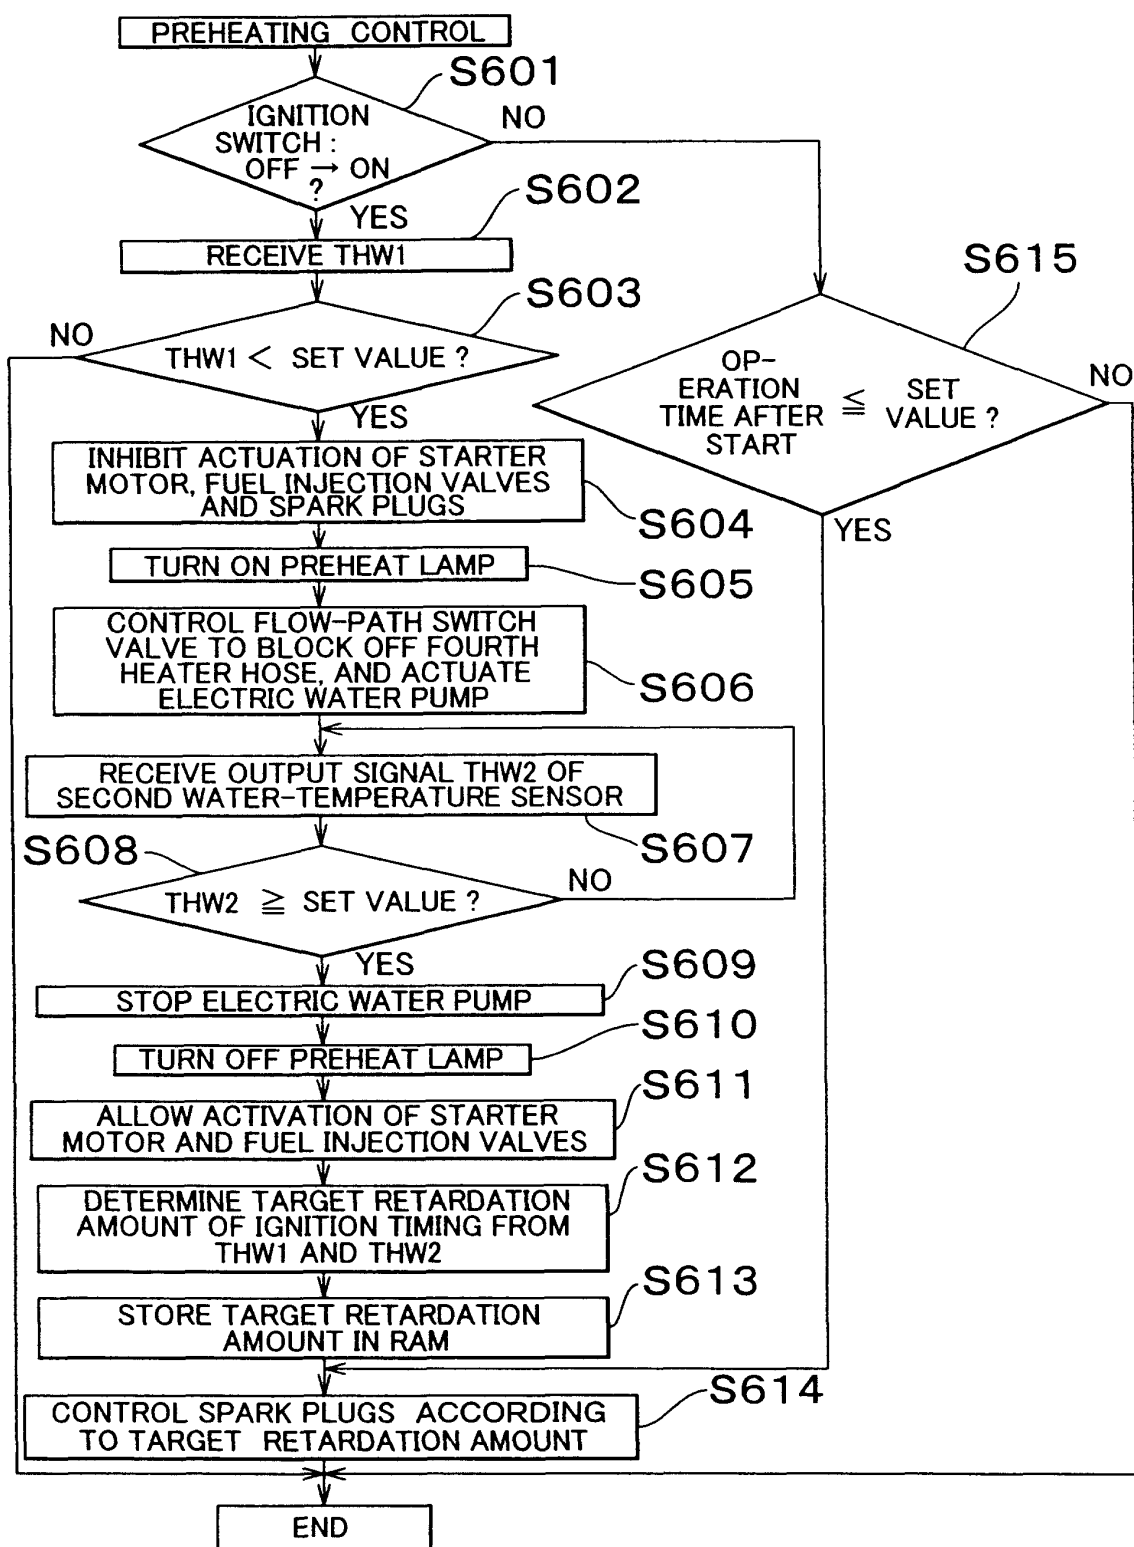 PREHEATING CONTROL
S601
IGNITION
SWITCH :
OFF → ON
?
NO
YES
S602
RECEIVE THW1
S603
THW1 < SET VALUE ?
NO
YES
S615
OP-
ERATION
TIME AFTER
START
≦ SET
VALUE ?
NO
YES
INHIBIT ACTUATION OF STARTER
MOTOR, FUEL INJECTION VALVES
AND SPARK PLUGS
S604
TURN ON PREHEAT LAMP
S605
CONTROL FLOW-PATH SWITCH
VALVE TO BLOCK OFF FOURTH
HEATER HOSE, AND ACTUATE
ELECTRIC WATER PUMP
S606
RECEIVE OUTPUT SIGNAL THW2 OF
SECOND WATER-TEMPERATURE SENSOR
S607
S608
THW2 ≧ SET VALUE ?
NO
YES
STOP ELECTRIC WATER PUMP
S609
TURN OFF PREHEAT LAMP
S610
ALLOW ACTIVATION OF STARTER
MOTOR AND FUEL INJECTION VALVES
S611
DETERMINE TARGET RETARDATION
AMOUNT OF IGNITION TIMING FROM
THW1 AND THW2
S612
STORE TARGET RETARDATION
AMOUNT IN RAM
S613
CONTROL SPARK PLUGS ACCORDING
TO TARGET RETARDATION AMOUNT
S614
END